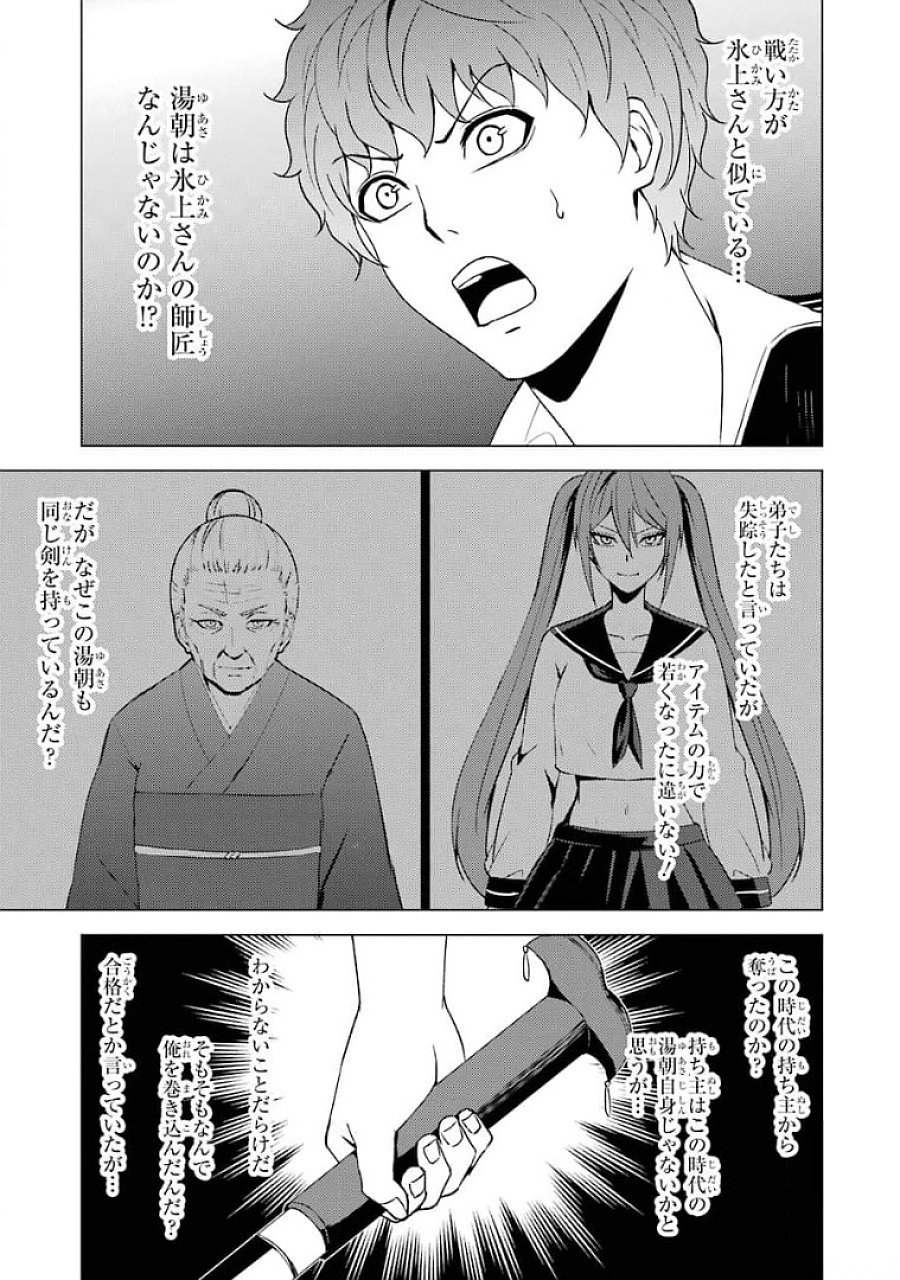 戦い方が
氷上さんと似ている…
湯朝は氷上さんの師匠
なんじゃないのか!?
弟子たちは
失踪したと言っていたが
アイテムの力で
若くなったに違いない!
だが なぜこの湯朝も
同じ剣を持っているんだ?
この時代の持ち主から
奪ったのか?
持ち主はこの時代の
湯朝自身じゃないかと
思うが…
わからないことだらけだ
そもそもなんで
俺を巻き込んだんだ?
合格だとか言っていたが…